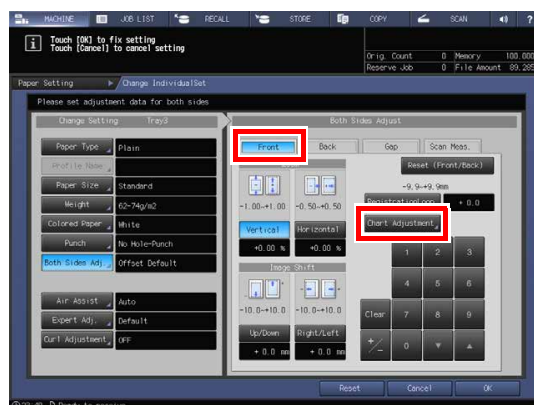 MACHINE JOB LIST RECALL STORE COPY SCAN ?
Touch [OK] to fix setting
Touch [Cancel] to cancel setting
Orig. Count 0 Memory 100.000
Reserve Job 0 File Amount 89.285
Paper Setting Change IndividualSet
Please set adjustment data for both sides
Change Setting Tray3
Both Sides Adjust
Paper Type Plain
Profile Name
Paper Size Standard
Weight 62-74g/m2
Colored Paper White
Punch No Hole-Punch
Both Sides Adj. Offset Default
Air Assist Auto
Expert Adj. Default
Curl Adjustment OFF
Front Back Gap Scan Meas.
Reset (Front/Back)
-1.00~+1.00 -0.50~+0.50
Vertical Horizontal
+0.00 % +0.00 %
Image Shift
-10.0~+10.0 -10.0~+10.0
Up/Down Right/Left
+ 0.0 mm + 0.0 mm
-9.9~+9.9mm
+ 0.0
Chart Adjustment
1 2 3
4 5 6
Clear 7 8 9
+/- 0 ▼ ▲
Reset Cancel OK